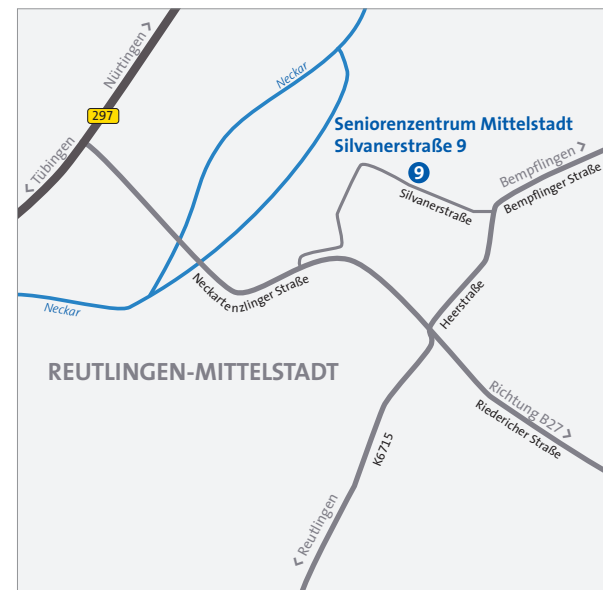 Nürtingen >
Neckar
297
Seniorenzentrum Mittelstadt
Silvanerstraße 9
< Tübingen
Bempflingen >
9
Silvanerstraße
Bempflinger Straße
Neckartenzlinger Straße
Neckar
Heerstraße
REUTLINGEN-MITTELSTADT
Richtung B27 >
Riedericher Straße
K6715
< Reutlingen